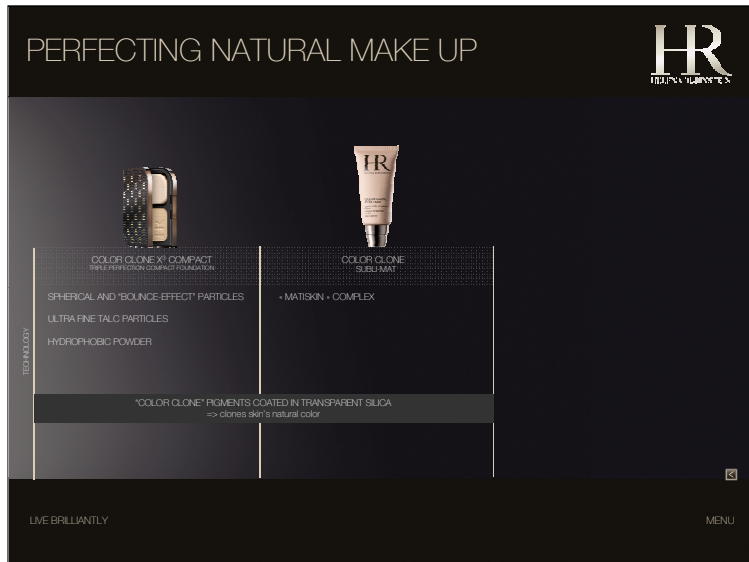 PERFECTING NATURAL MAKE UP
HR
HR
COLOR CLONE X³ COMPACT
TRIPLE PERFECTION COMPACT FOUNDATION
COLOR CLONE
SUBLI-MAT
SPHERICAL AND "BOUNCE-EFFECT" PARTICLES
« MATISKIN » COMPLEX
ULTRA FINE TALC PARTICLES
HYDROPHOBIC POWDER
TECHNOLOGY
"COLOR CLONE" PIGMENTS COATED IN TRANSPARENT SILICA
=> clones skin's natural color
LIVE BRILLIANTLY
MENU